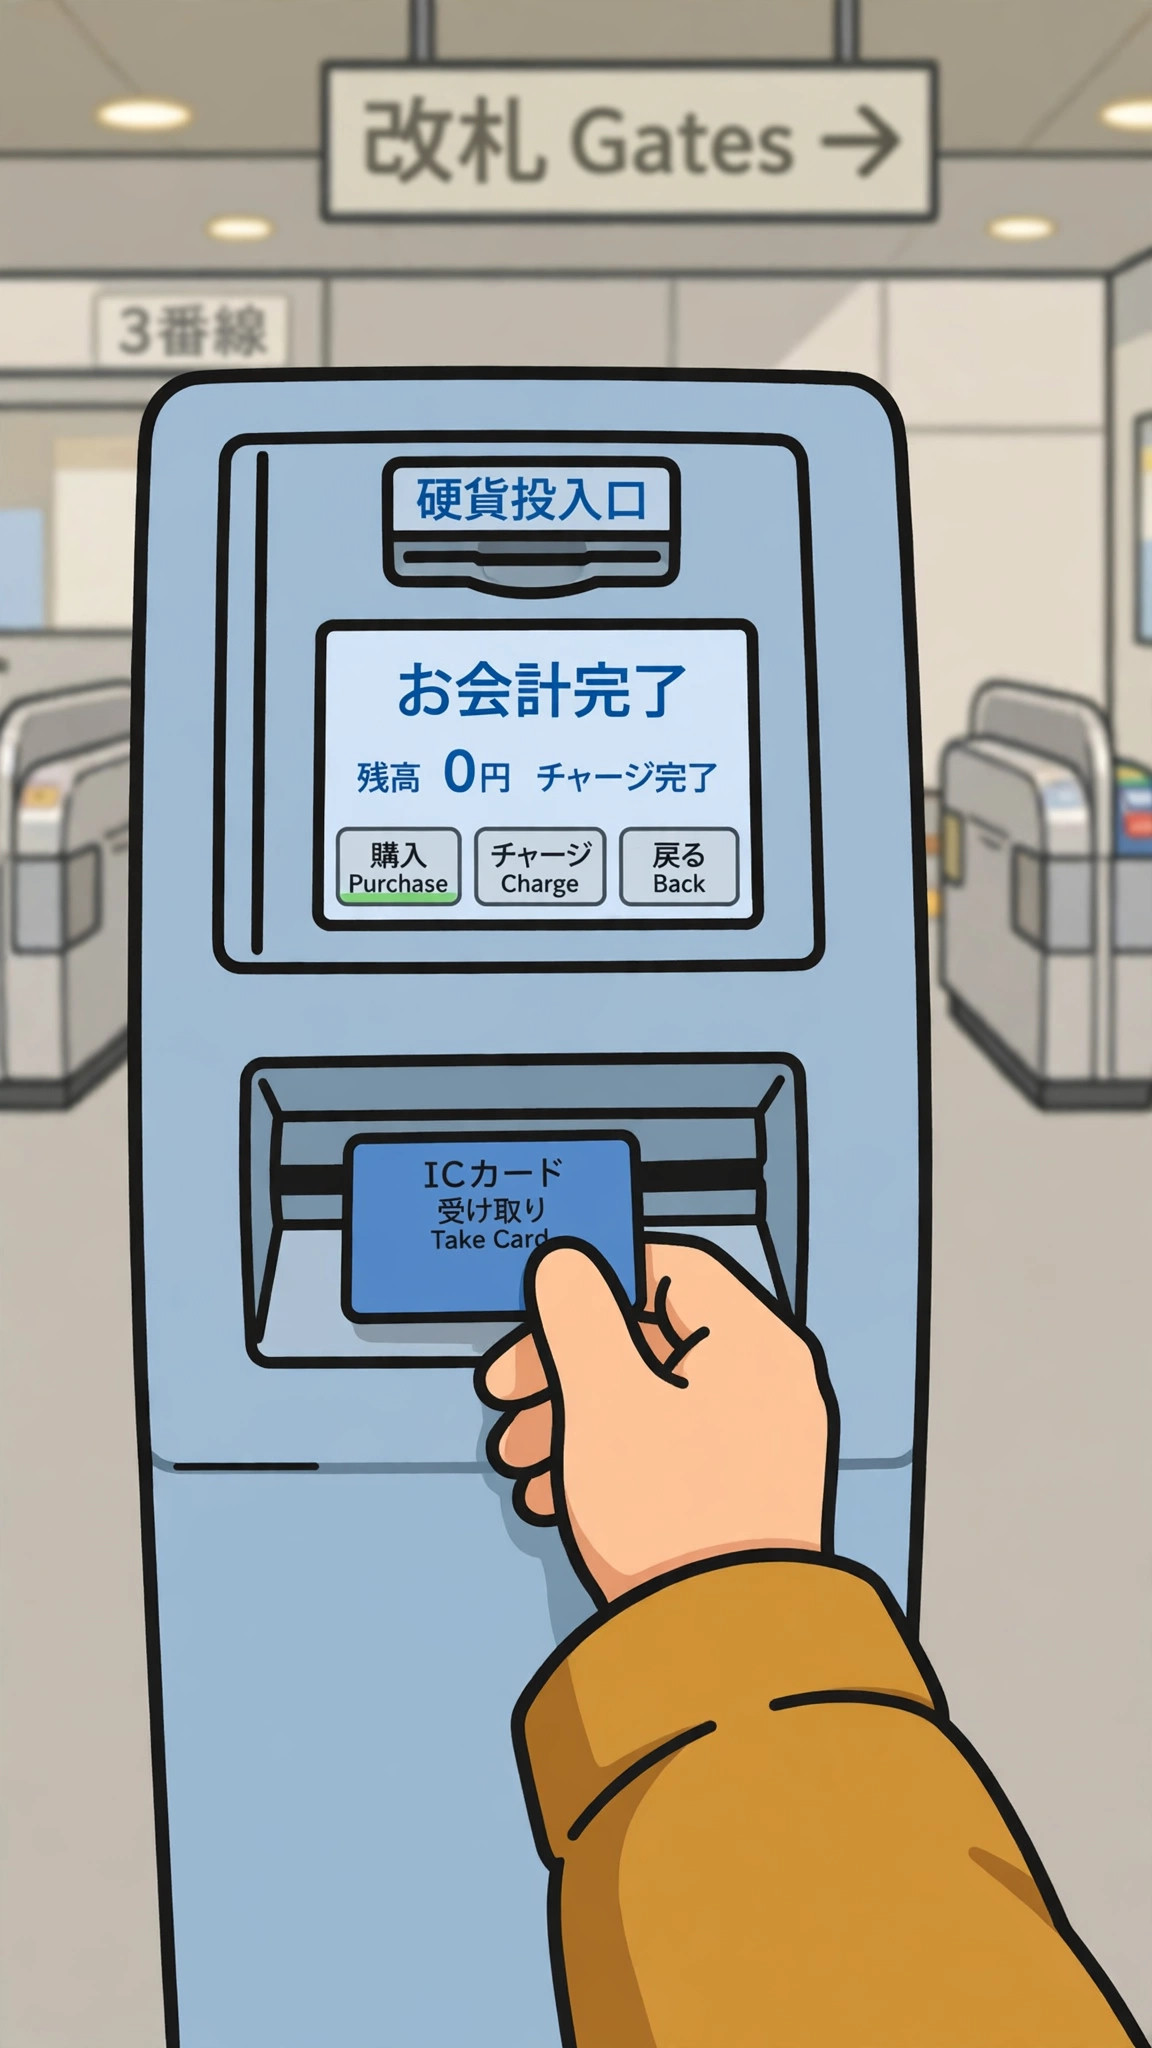 改札 Gates →
3番線
硬貨投入口
お会計完了
残高 0円 チャージ完了
購入
Purchase
チャージ
Charge
戻る
Back
ICカード
受け取り
Take Card